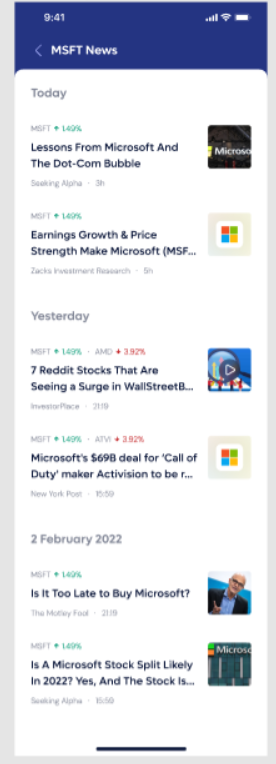 9:41
MSFT News
Today
MSFT ↑ 1.49%
Lessons From Microsoft And
The Dot-Com Bubble
Microso
Seeking Alpha · 3h
MSFT ↑ 1.49%
Earnings Growth & Price
Strength Make Microsoft (MSF...
Zacks Investment Research · 5h
Yesterday
MSFT ↑ 1.49% · AMD ↓ 3.92%
7 Reddit Stocks That Are
Seeing a Surge in WallStreetB...
InvestorPlace · 21:19
MSFT ↑ 1.49% · ATVI ↓ 3.92%
Microsoft's $69B deal for 'Call of
Duty' maker Activision to be r...
New York Post · 15:59
2 February 2022
MSFT ↑ 1.49%
Is It Too Late to Buy Microsoft?
The Motley Fool · 21:19
MSFT ↑ 1.49%
Microsc
Is A Microsoft Stock Split Likely
In 2022? Yes, And The Stock Is...
Seeking Alpha · 15:59